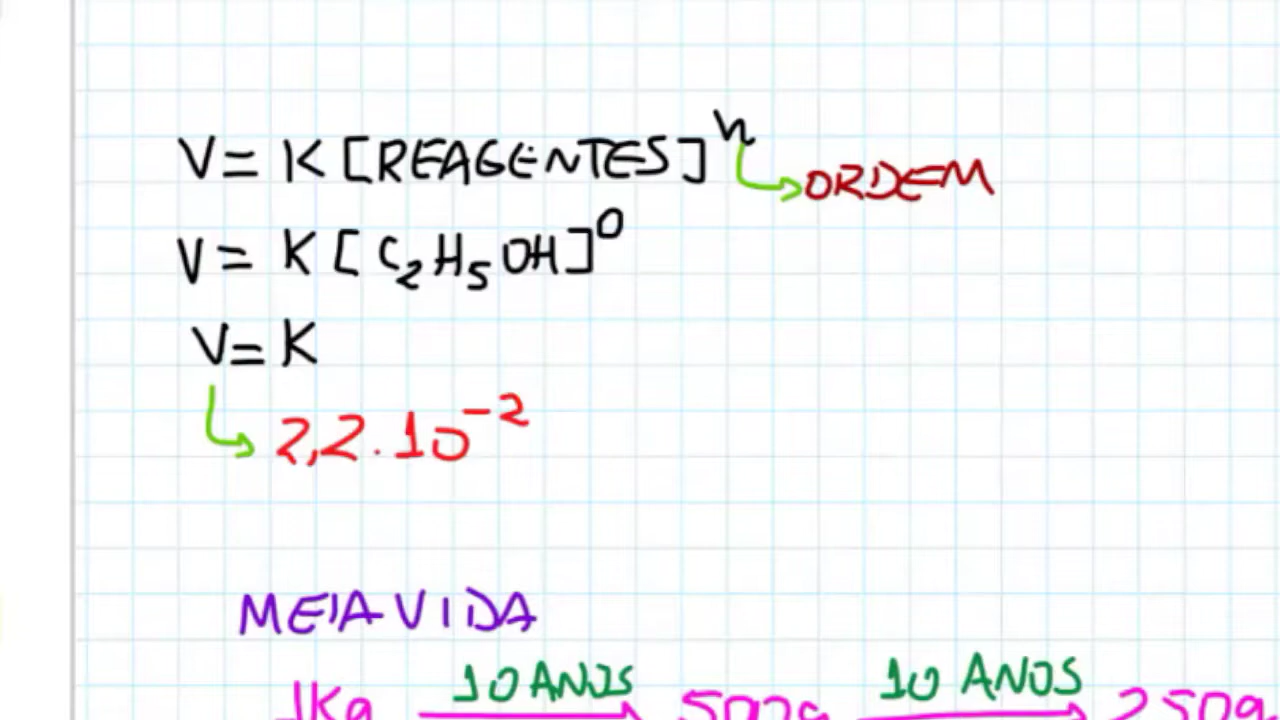 V = K [REAGENTES]ⁿ → ORDEM
V = K [C₂H₅OH]⁰
V = K
→ 2,2.10⁻²
MEIA VIDA
10 ANOS 10 ANOS
1Kg → 500g → 250g